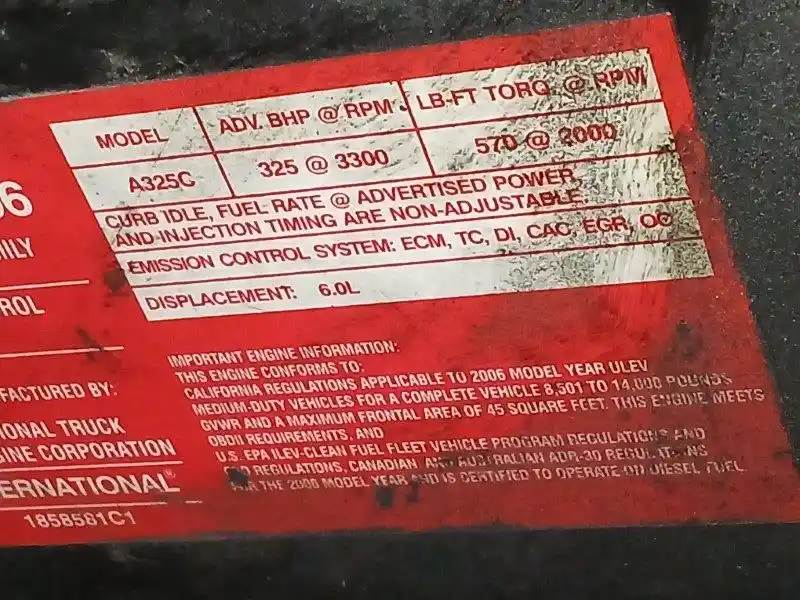 MODEL
ADV. BHP @ RPM
LB-FT TORQ @ RPM
A325C
325 @ 3300
570 @ 2000
CURB IDLE, FUEL RATE @ ADVERTISED POWER
AND INJECTION TIMING ARE NON-ADJUSTABLE.
EMISSION CONTROL SYSTEM: ECM, TC, DI, CAC, EGR, OC
DISPLACEMENT: 6.0L
06
MILY
ROL
FACTURED BY:
IONAL TRUCK
INE CORPORATION
ERNATIONAL®
1858581C1
IMPORTANT ENGINE INFORMATION:
THIS ENGINE CONFORMS TO:
CALIFORNIA REGULATIONS APPLICABLE TO 2006 MODEL YEAR ULEV
MEDIUM-DUTY VEHICLES FOR A COMPLETE VEHICLE 8,501 TO 14,000 POUNDS
GVWR AND A MAXIMUM FRONTAL AREA OF 45 SQUARE FEET. THIS ENGINE MEETS
OBDII REQUIREMENTS, AND
U.S. EPA ILEV-CLEAN FUEL FLEET VEHICLE PROGRAM REGULATIONS AND
REGULATIONS, CANADIAN AND AUSTRALIAN ADR-30 REGULATIONS
FOR THE 2006 MODEL YEAR AND IS CERTIFIED TO OPERATE ON DIESEL FUEL